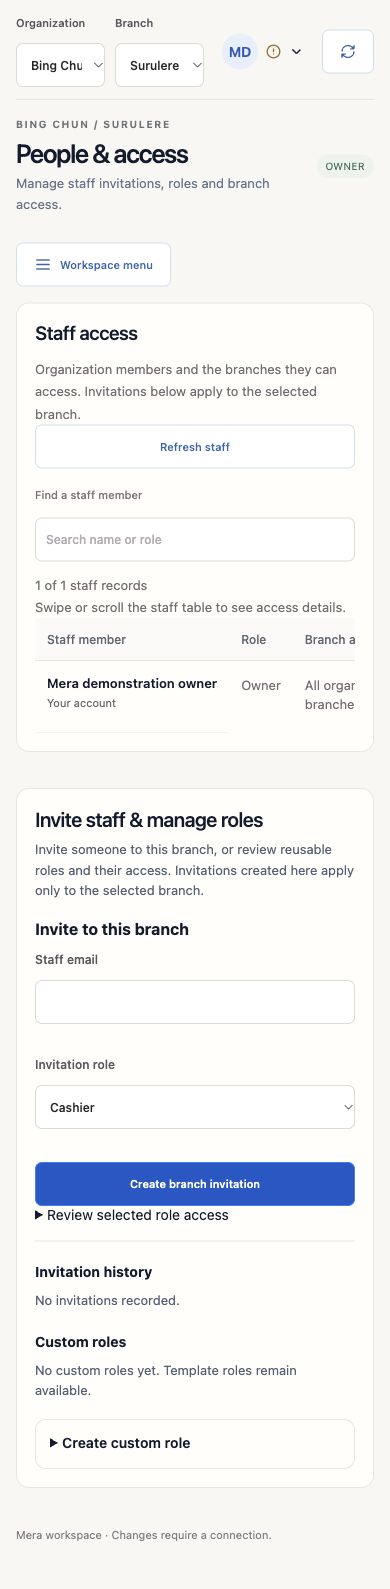 Organization
Branch
Bing Chu
Surulere
MD
BING CHUN / SURULERE
People & access
Manage staff invitations, roles and branch
access.
OWNER
Workspace menu
Staff access
Organization members and the branches they can
access. Invitations below apply to the selected
branch.
Refresh staff
Find a staff member
Search name or role
1 of 1 staff records
Swipe or scroll the staff table to see access details.
Staff member Role Branch a
Mera demonstration owner Owner All organ
Your account branche
Invite staff & manage roles
Invite someone to this branch, or review reusable
roles and their access. Invitations created here apply
only to the selected branch.
Invite to this branch
Staff email
Invitation role
Cashier
Create branch invitation
Review selected role access
Invitation history
No invitations recorded.
Custom roles
No custom roles yet. Template roles remain
available.
Create custom role
Mera workspace · Changes require a connection.